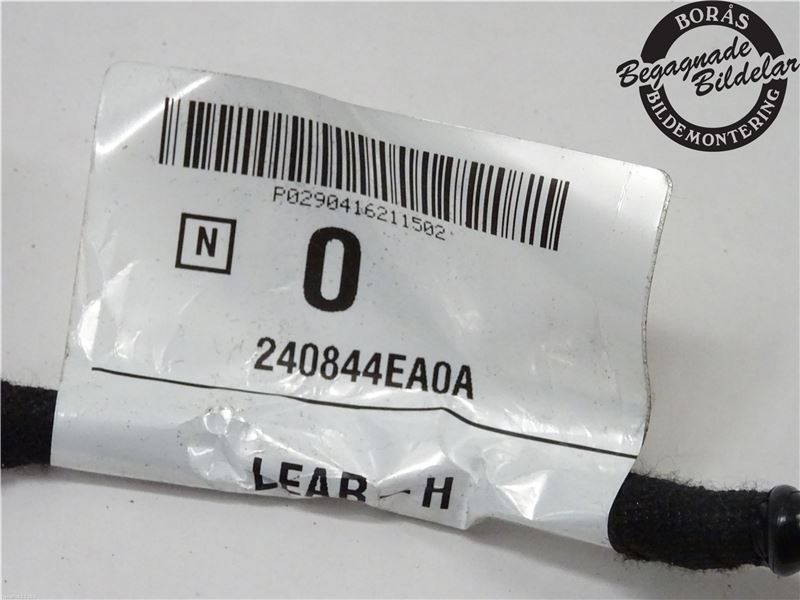 BORÅS
Begagnade
Bildelar
BILDEMONTERING
P0290416211502
N
0
240844EA0A
LEAR-H